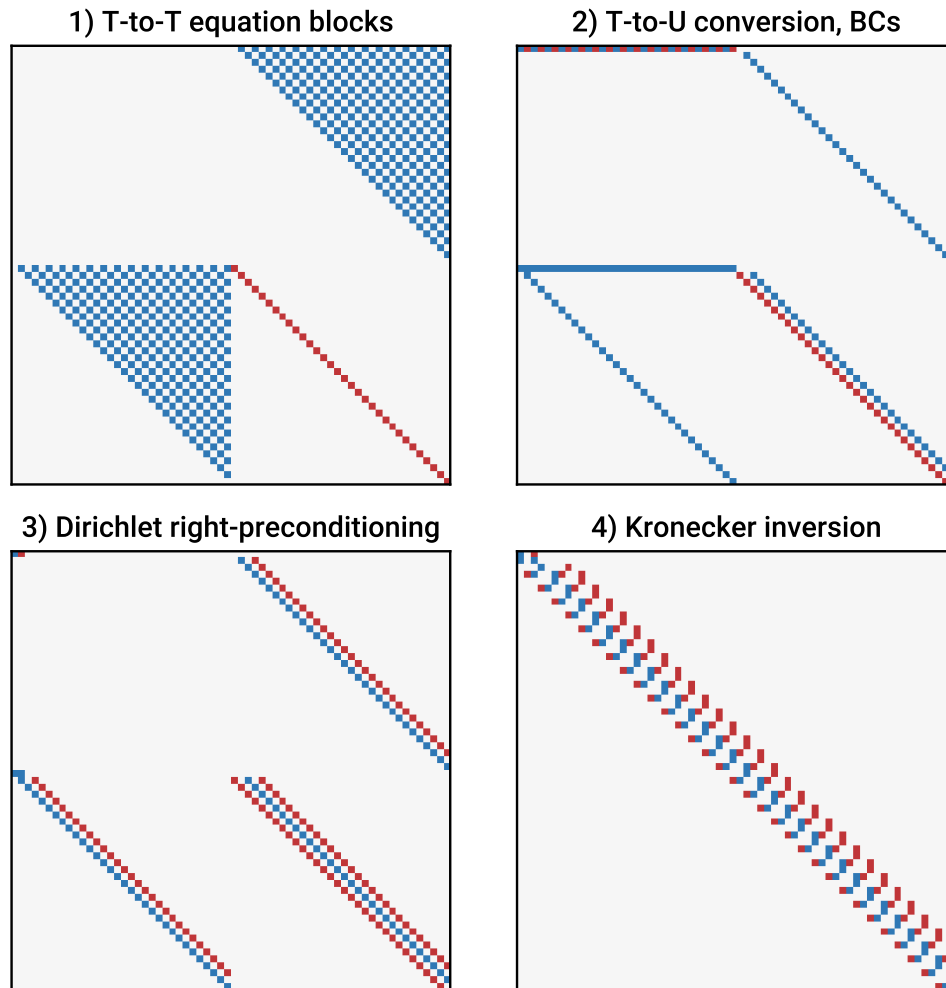 1) T-to-T equation blocks
2) T-to-U conversion, BCs
3) Dirichlet right-preconditioning
4) Kronecker inversion